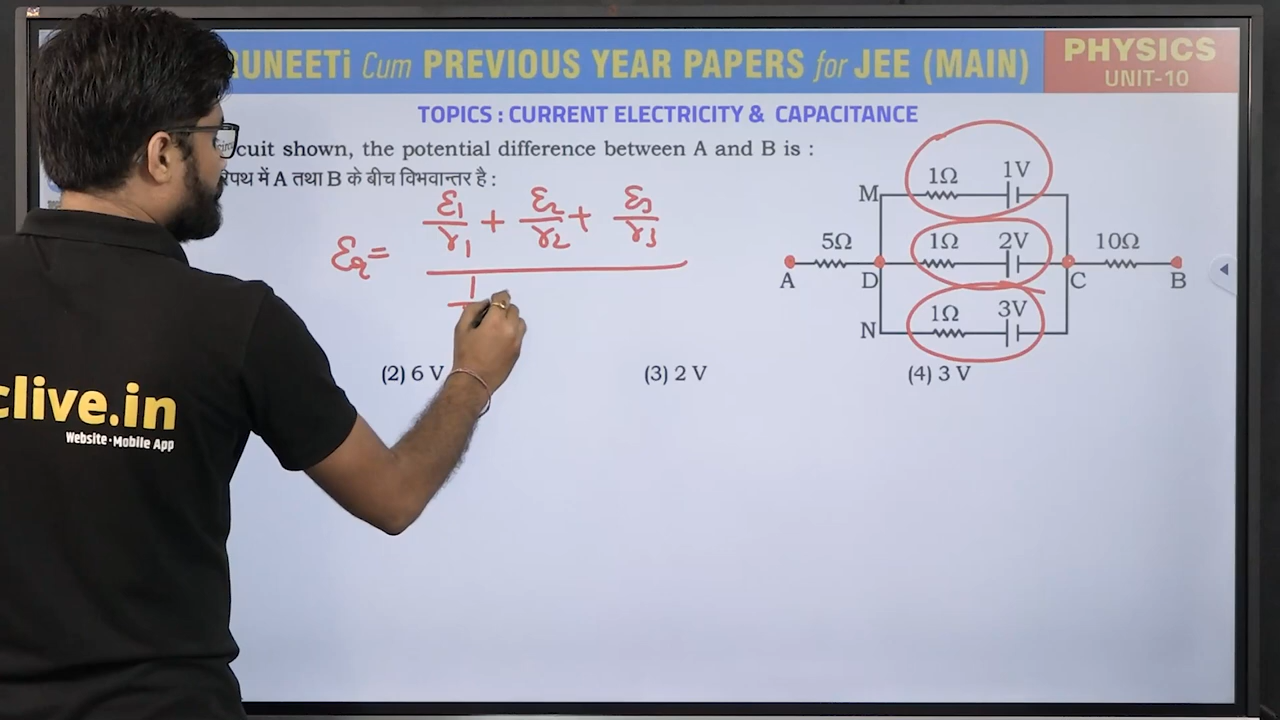 RUNEETi Cum PREVIOUS YEAR PAPERS for JEE (MAIN)
PHYSICS
UNIT-10
TOPICS : CURRENT ELECTRICITY & CAPACITANCE
cuit shown, the potential difference between A and B is :
में A तथा B के बीच विभवान्तर है :
ε1/r1 + ε2/r2 + ε3/r3
εq =
1
M 1Ω 1V
5Ω 1Ω 2V 10Ω
A D C B
N 1Ω 3V
(2) 6 V (3) 2 V (4) 3 V
clive.in
Website·Mobile App